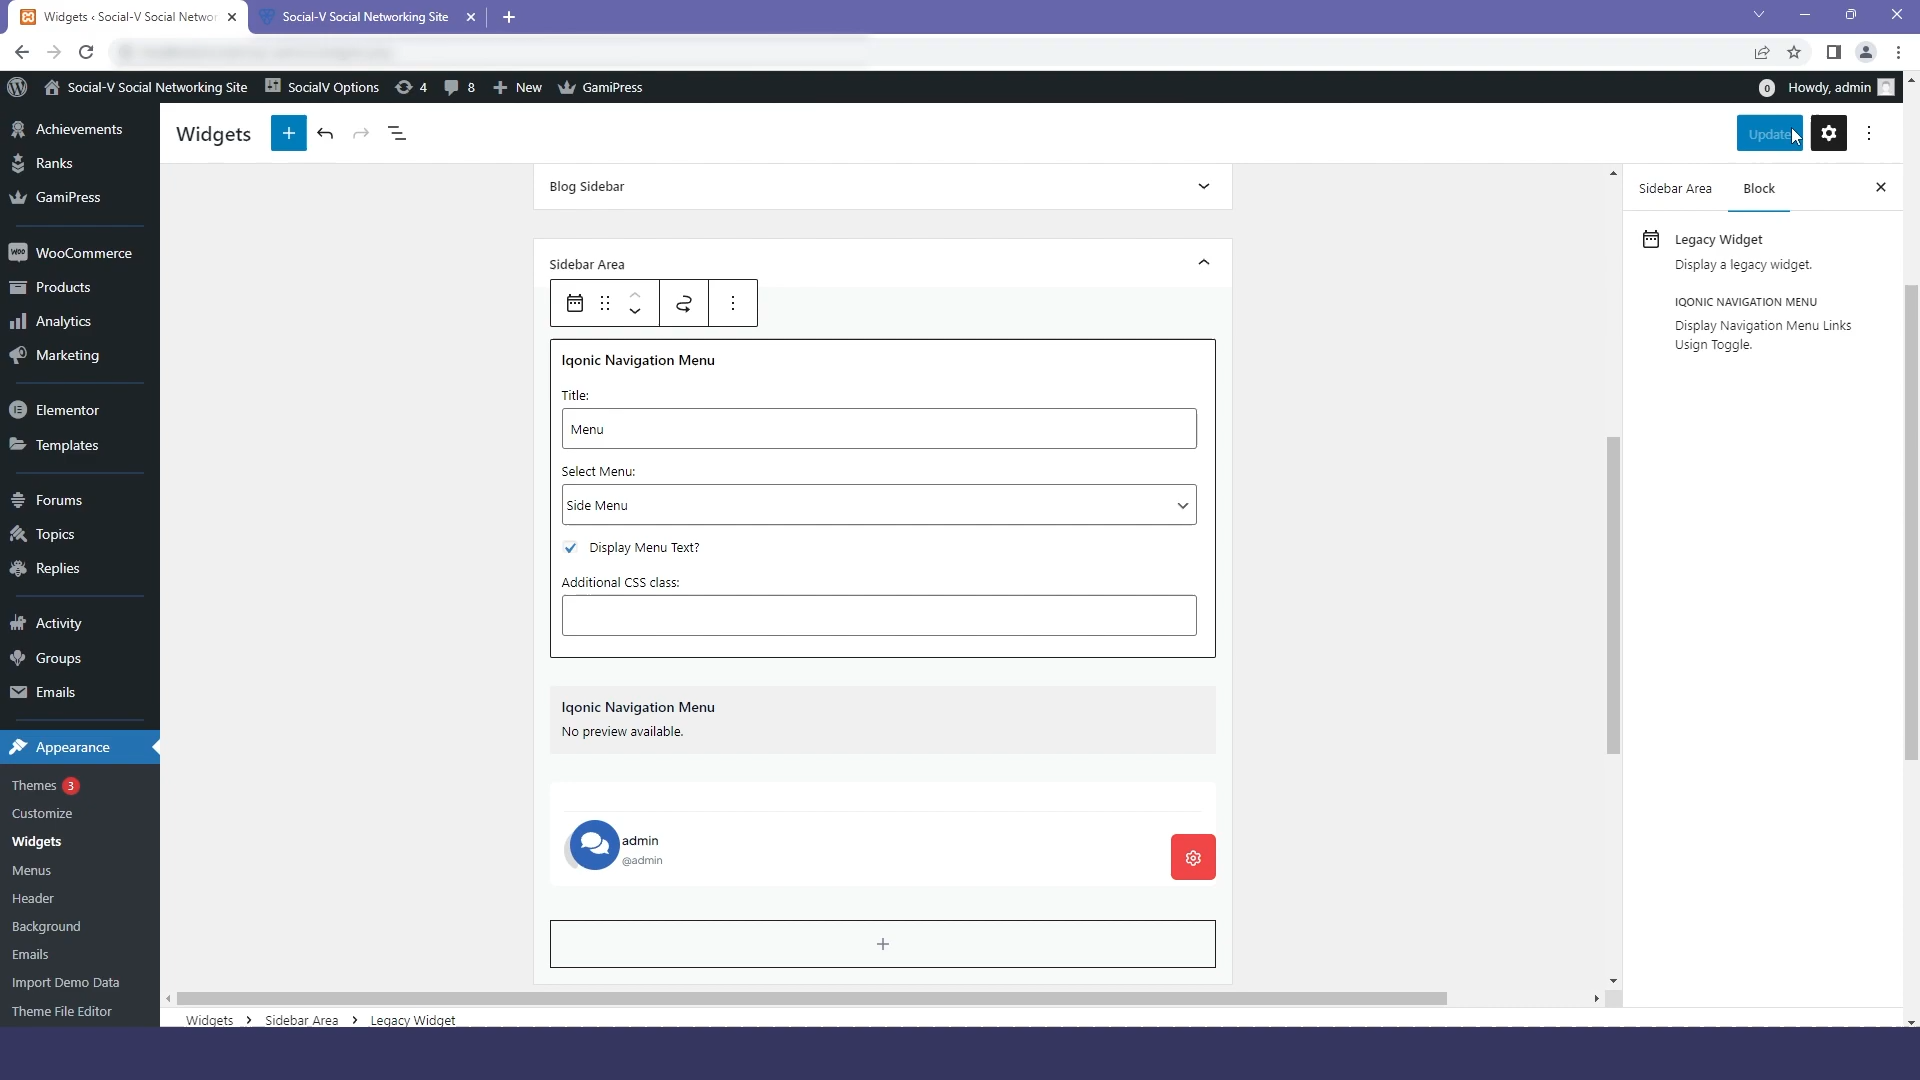 Widgets ‹ Social-V Social Networ
Social-V Social Networking Site
Social-V Social Networking Site
SocialV Options
4
8
New
GamiPress
0
Howdy, admin
Achievements
Ranks
GamiPress
WooCommerce
Products
Analytics
Marketing
Elementor
Templates
Forums
Topics
Replies
Activity
Groups
Emails
Appearance
Themes 3
Customize
Widgets
Menus
Header
Background
Emails
Import Demo Data
Theme File Editor
Widgets
Update
Blog Sidebar
Sidebar Area
Iqonic Navigation Menu
Title:
Menu
Select Menu:
Side Menu
Display Menu Text?
Additional CSS class:
Iqonic Navigation Menu
No preview available.
admin
@admin
Sidebar Area
Block
Legacy Widget
Display a legacy widget.
IQONIC NAVIGATION MENU
Display Navigation Menu Links
Usign Toggle.
Widgets › Sidebar Area › Legacy Widget